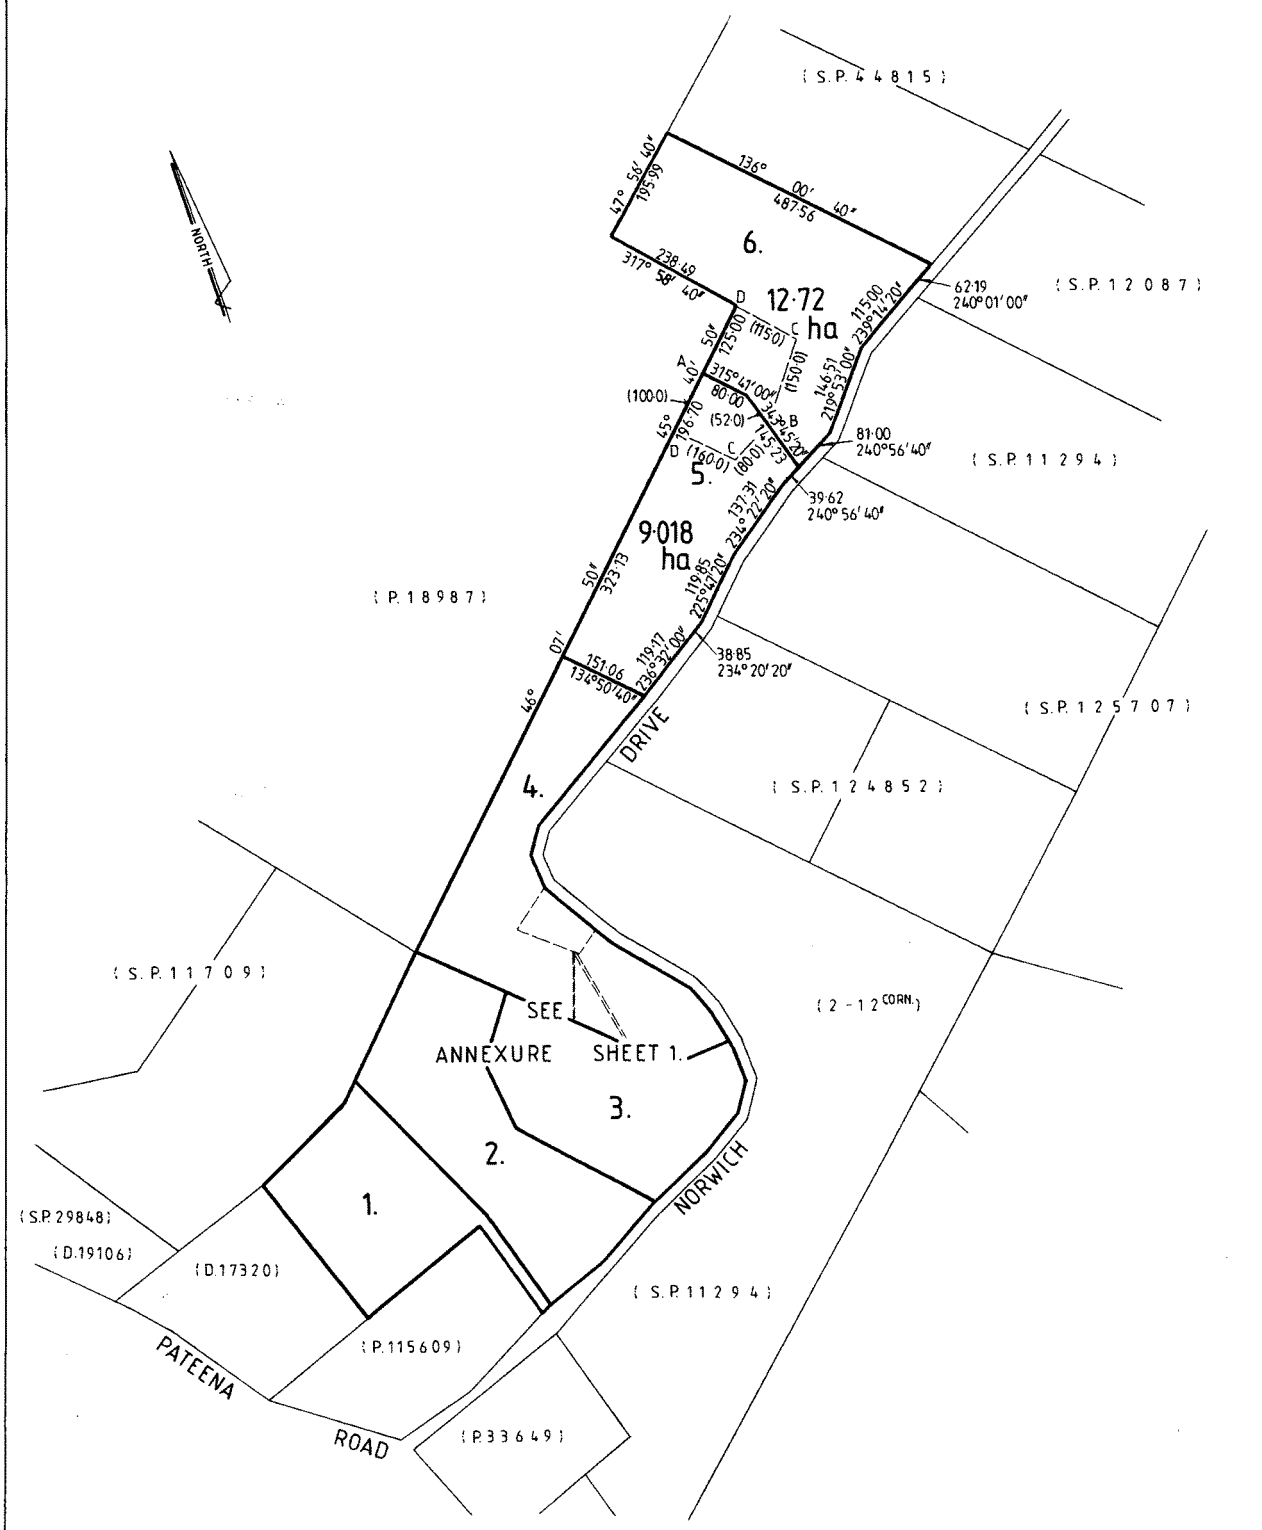 ( S.P. 4 4 8 1 5 )
NORTH
47° 56' 40"
195·99
136° 00' 40"
487·56
6.
238·49
317° 58' 40"
12·72
ha
D
(115·0)
C
(150·0)
125·00
115·00
239°14'20"
62·19
240°01'00"
( S.P. 1 2 0 8 7 )
146·51
219°53'00"
A
45° 40' 50"
315°41'00"
80·00
(100·0)
196·70
(52·0)
B
343°45'20"
145·23
81·00
240°56'40"
( S.P. 1 1 2 9 4 )
D
(160·0)
C
(80·0)
5.
39·62
240°56'40"
137·31
234°22'20"
9·018
ha
119·85
225°47'20"
( P. 1 8 9 8 7 )
46° 07' 50"
323·13
119·17
236°32'00"
38·85
234°20'20"
151·06
134°50'40"
( S.P. 1 2 5 7 0 7 )
DRIVE
4.
( S.P. 1 2 4 8 5 2 )
( S.P. 1 1 7 0 9 )
SEE
ANNEXURE SHEET 1.
( 2 - 12 CORN. )
3.
2.
NORWICH
1.
( S.P. 29848)
( D.19106)
( D.17320)
( S.P. 1 1 2 9 4 )
PATEENA
(P.115609)
ROAD
( P.3 3 6 4 9 )